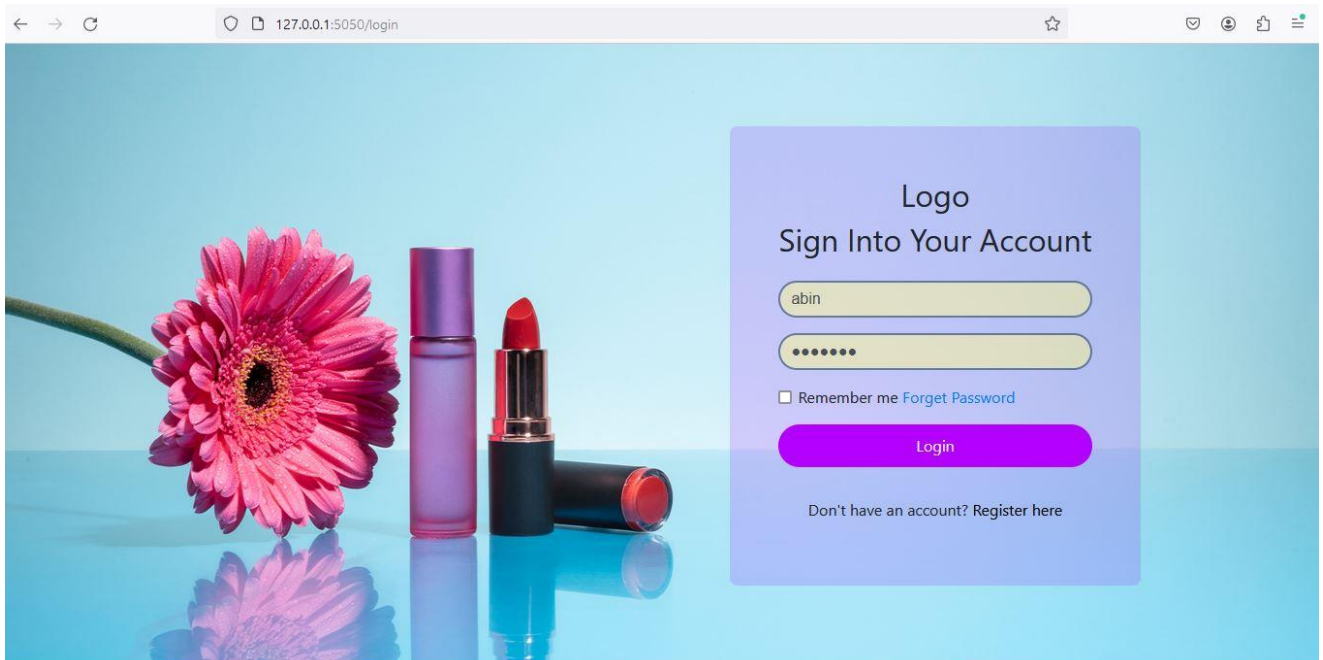 127.0.0.1:5050/login
Logo
Sign Into Your Account
abin
●●●●●●●
Remember me Forget Password
Login
Don't have an account? Register here